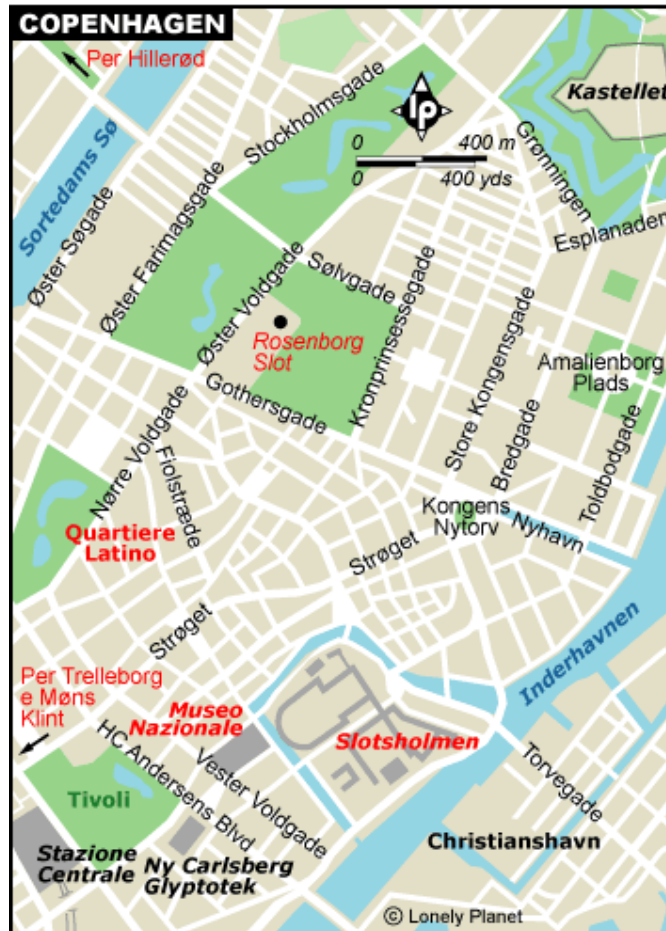 COPENHAGEN
Per Hillerød
Kastellet
lp
0 400 m
0 400 yds
Stockholmsgade
Grønningen
Sortedams Sø
Øster Søgade
Øster Farimagsgade
Esplanaden
Øster Voldgade
Sølvgade
Rosenborg
Slot
Kronprinsessegade
Store Kongensgade
Amalienborg
Plads
Gothersgade
Bredgade
Toldbodgade
Nørre Voldgade
Fiolstræde
Kongens
Nytorv
Nyhavn
Quartiere
Latino
Strøget
Strøget
Inderhavnen
Per Trelleborg
e Møns
Klint
Museo
Nazionale
Slotsholmen
HC Andersens Blvd
Vester Voldgade
Torvegade
Tivoli
Christianshavn
Stazione
Centrale
Ny Carlsberg
Glyptotek
© Lonely Planet